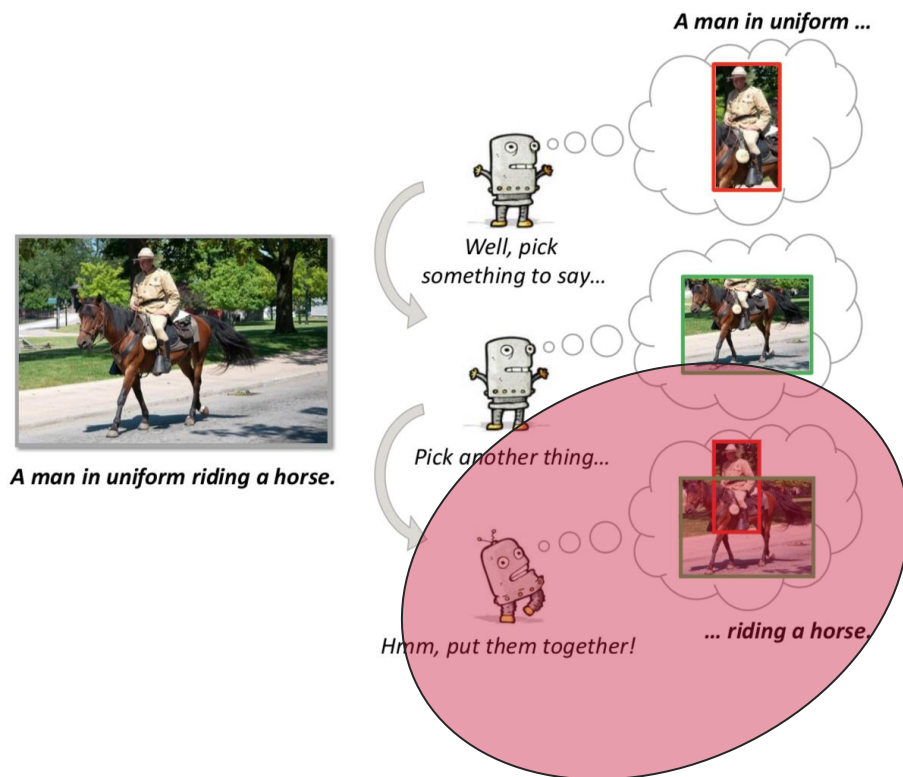 A man in uniform …
Well, pick
something to say…
A man in uniform riding a horse.
Pick another thing…
… riding a horse.
Hmm, put them together!